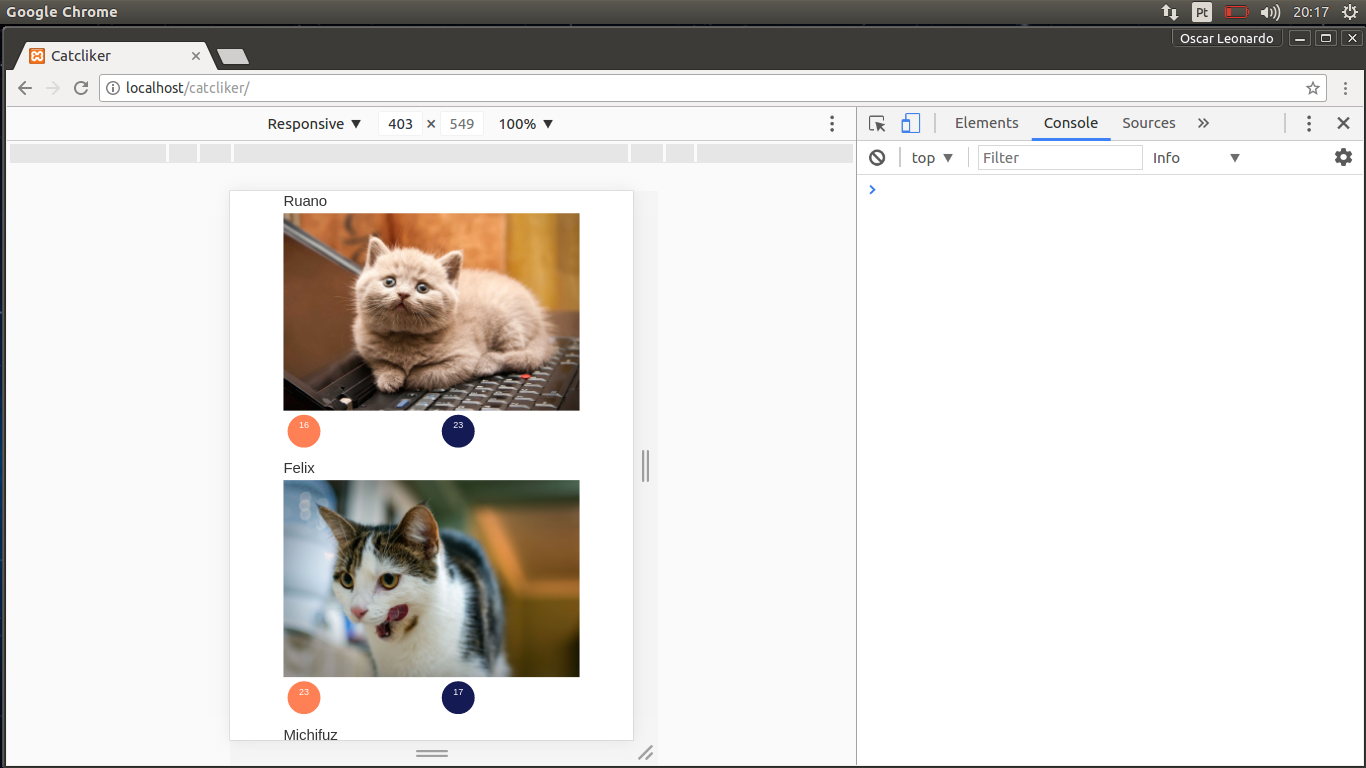 Google Chrome Pt 20:17
Oscar Leonardo
Catcliker
localhost/catcliker/
Responsive ▼ 403 × 549 100% ▼
Elements Console Sources »
top ▼ Filter Info ▼
Ruano
16 23
Felix
23 17
Michifuz